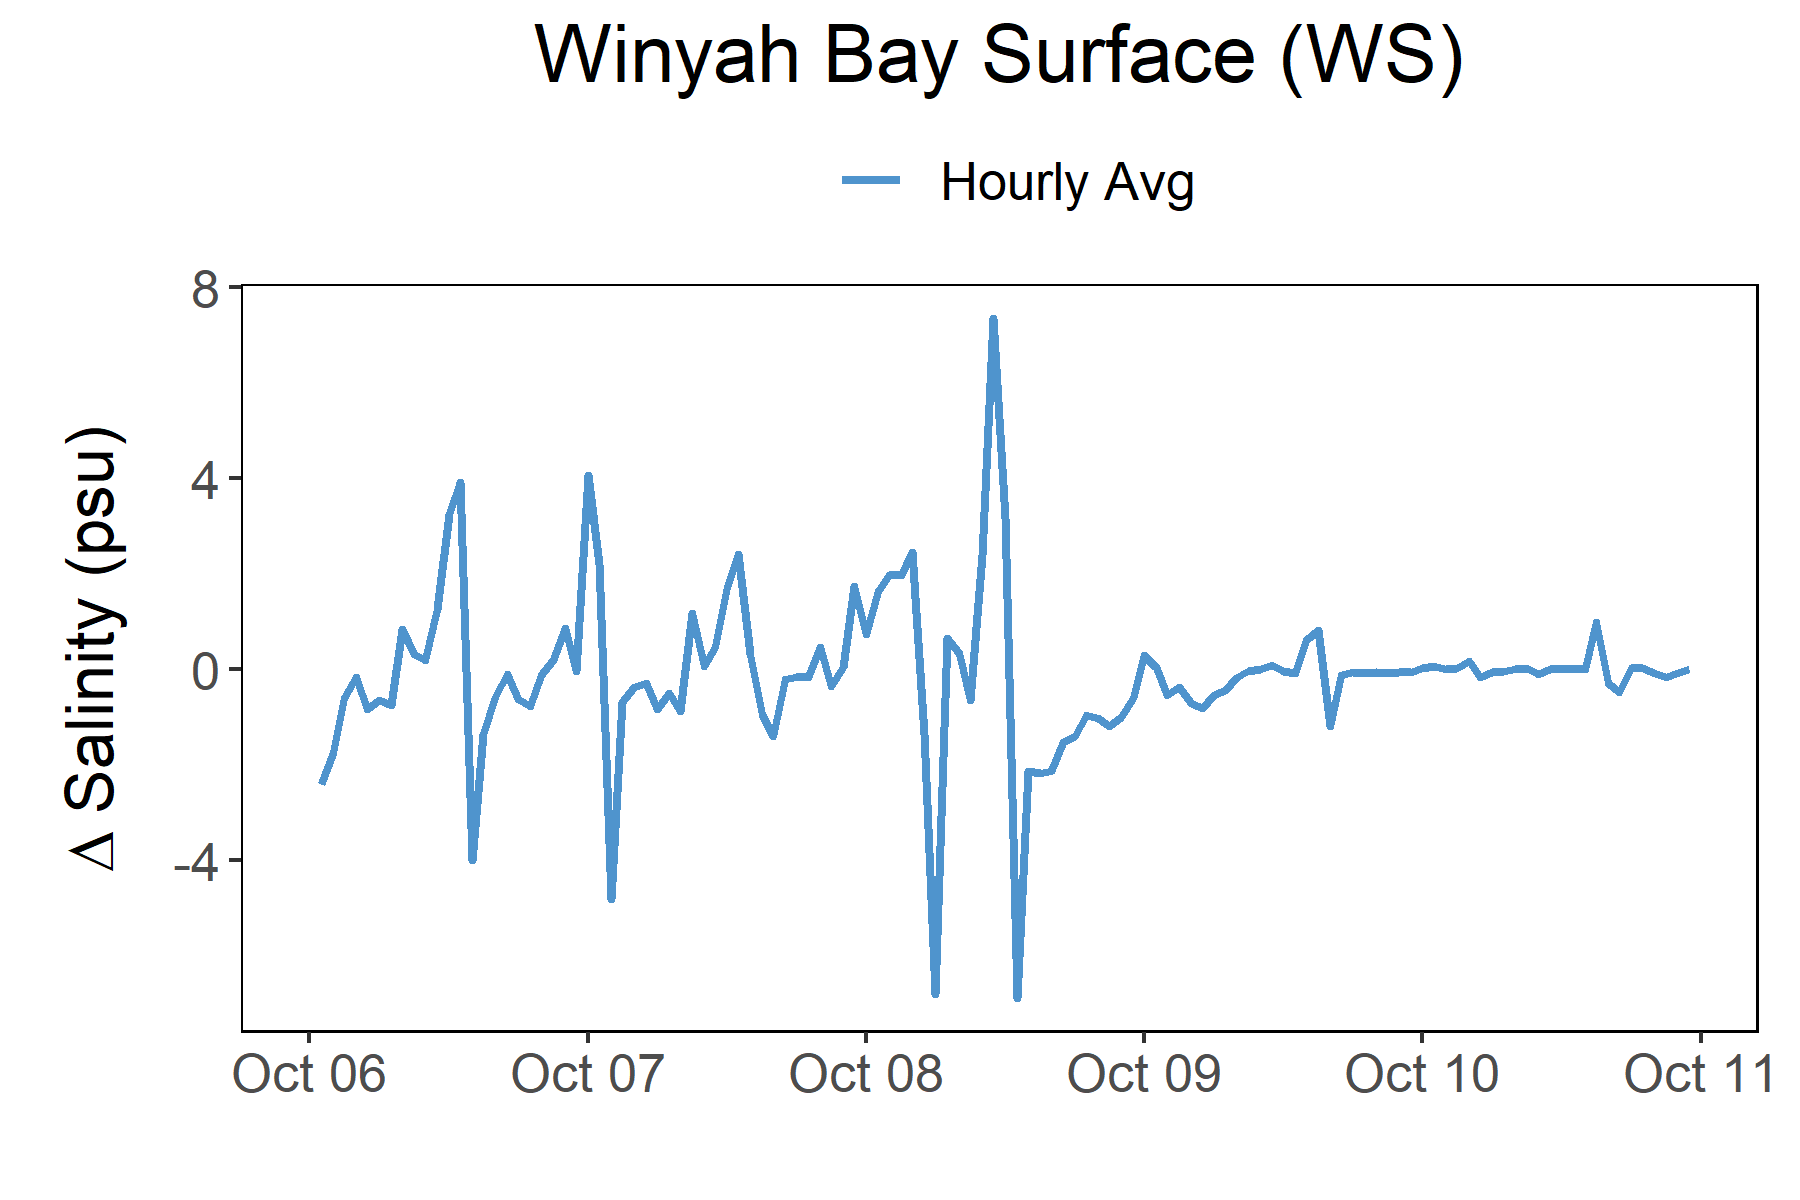 Winyah Bay Surface (WS)
Hourly Avg
Δ Salinity (psu)
8
4
0
-4
Oct 06 Oct 07 Oct 08 Oct 09 Oct 10 Oct 11